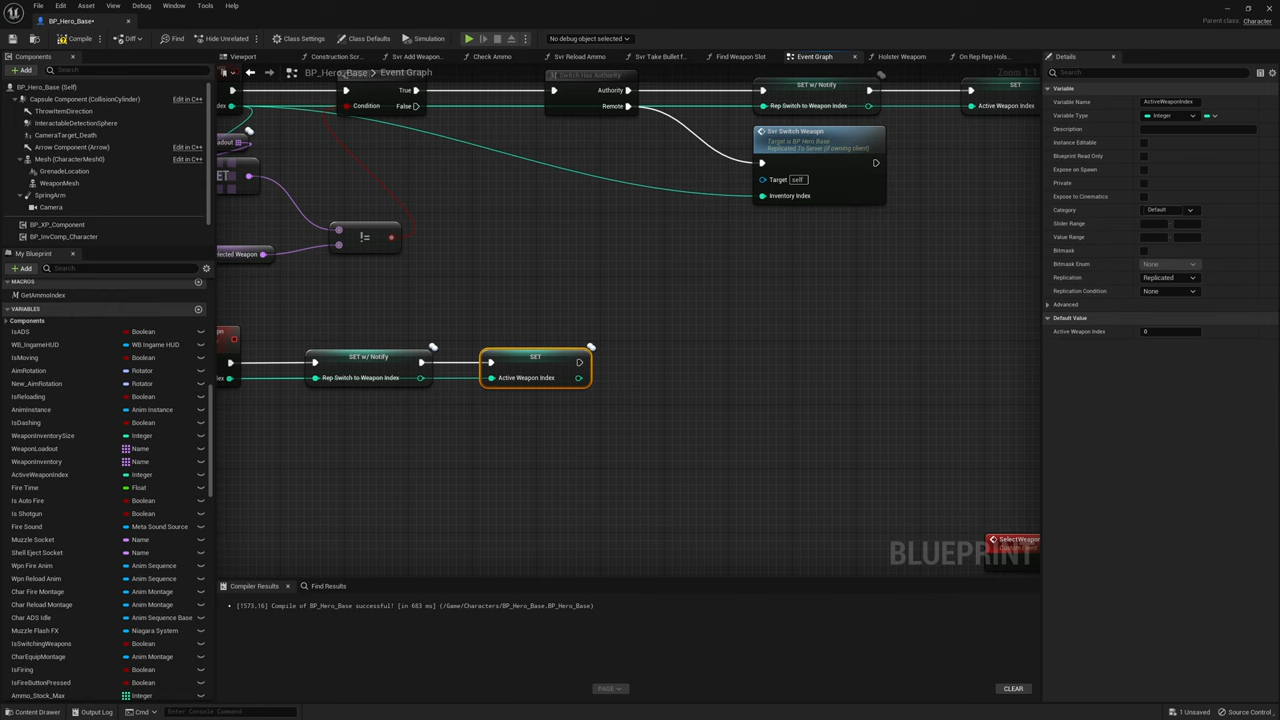 File Edit Asset View Debug Window Tools Help
BP_Hero_Base*
Parent class: Character
Compile Diff Find Hide Unrelated Class Settings Class Defaults Simulation No debug object selected
Components
Viewport Construction Scr... Svr Add Weapon... Check Ammo Svr Reload Ammo Svr Take Bullet f... Find Weapon Slot Event Graph Holster Weapon On Rep Rep Hols...
Details
Add Search
BP_Hero_Base > Event Graph
Zoom 1:1
Search
BP_Hero_Base (Self)
Capsule Component (CollisionCylinder) Edit in C++
ThrowItemDirection
InteractableDetectionSphere
CameraTarget_Death
Arrow Component (Arrow) Edit in C++
Mesh (CharacterMesh0) Edit in C++
GrenadeLocation
WeaponMesh
SpringArm
Camera
BP_XP_Component
BP_InvComp_Character
My Blueprint
Add Search
MACROS
GetAmmoIndex
VARIABLES
Components
IsADS Boolean
WB_IngameHUD WB Ingame HUD
IsMoving Boolean
AimRotation Rotator
New_AimRotation Rotator
IsReloading Boolean
AnimInstance Anim Instance
IsDashing Boolean
WeaponInventorySize Integer
WeaponLoadout Name
WeaponInventory Name
ActiveWeaponIndex Integer
Fire Time Float
Is Auto Fire Boolean
Is Shotgun Boolean
Fire Sound Meta Sound Source
Muzzle Socket Name
Shell Eject Socket Name
Wpn Fire Anim Anim Sequence
Wpn Reload Anim Anim Sequence
Char Fire Montage Anim Montage
Char Reload Montage Anim Montage
Char ADS Idle Anim Sequence Base
Muzzle Flash FX Niagara System
IsSwitchingWeapons Boolean
CharEquipMontage Anim Montage
IsFiring Boolean
IsFireButtonPressed Boolean
Ammo_Stock_Max Integer
Switch Has Authority
True
False
Condition
Authority
Remote
SET w/ Notify
Rep Switch to Weapon Index
SET
Active Weapon Index
Svr Switch Weaopn
Target is BP Hero Base
Replicated To Server (if owning client)
Target self
Inventory Index
!=
SET w/ Notify
Rep Switch to Weapon Index
SET
Active Weapon Index
SelectWeapon
Custom Event
BLUEPRINT
Variable
Variable Name ActiveWeaponIndex
Variable Type Integer
Description
Instance Editable
Blueprint Read Only
Expose on Spawn
Private
Expose to Cinematics
Category Default
Slider Range
Value Range
Bitmask
Bitmask Enum None
Replication Replicated
Replication Condition None
Advanced
Default Value
Active Weapon Index 0
Compiler Results Find Results
[1573,16] Compile of BP_Hero_Base successful! [in 683 ms] (/Game/Characters/BP_Hero_Base.BP_Hero_Base)
PAGE
CLEAR
Content Drawer Output Log Cmd Enter Console Command
1 Unsaved Source Control